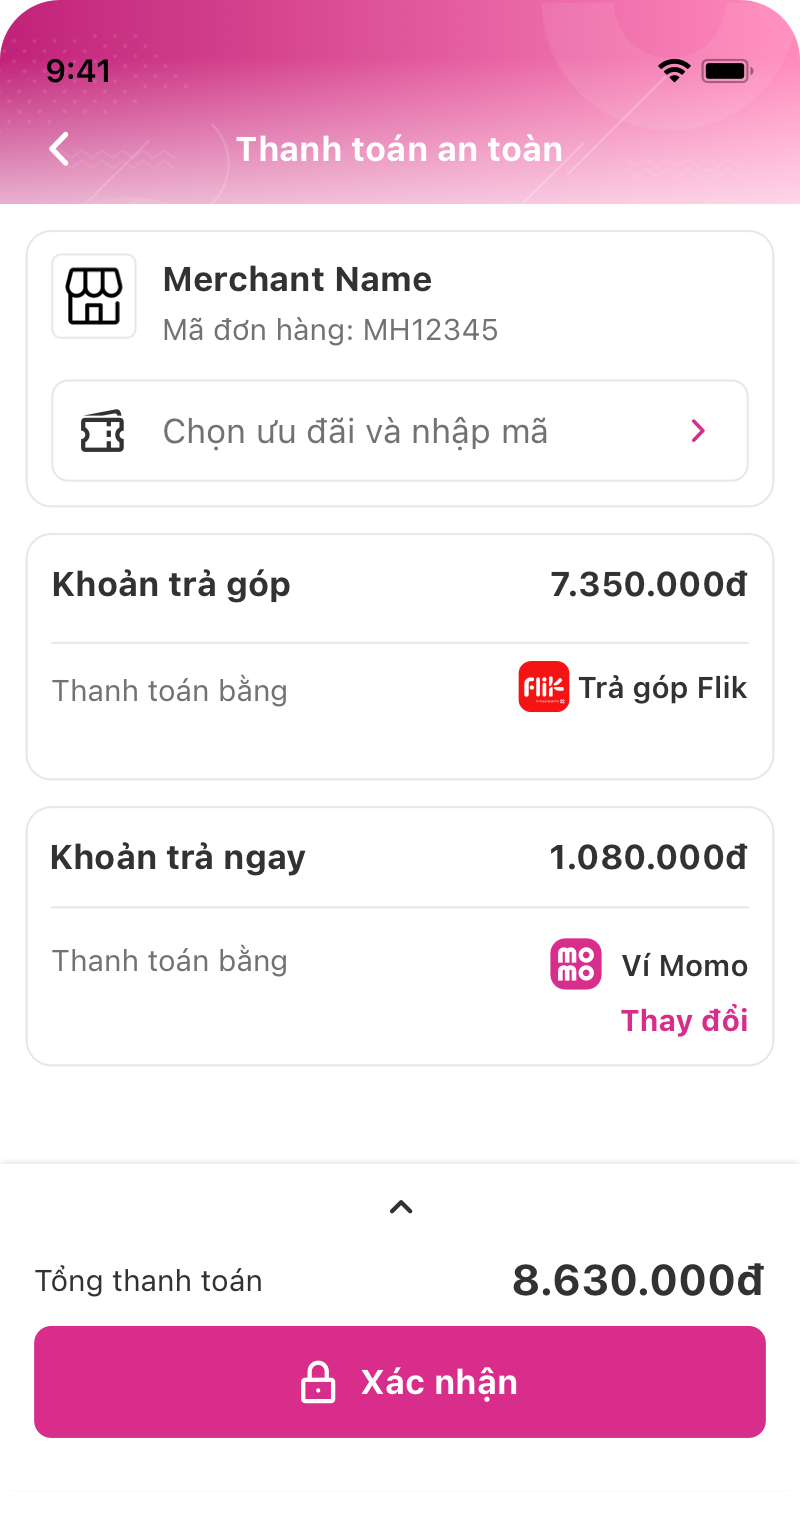 9:41
Thanh toán an toàn
Merchant Name
Mã đơn hàng: MH12345
Chọn ưu đãi và nhập mã
Khoản trả góp 7.350.000đ
Thanh toán bằng Flik Trả góp Flik
Khoản trả ngay 1.080.000đ
Thanh toán bằng mo mo Ví Momo
Thay đổi
Tổng thanh toán 8.630.000đ
Xác nhận